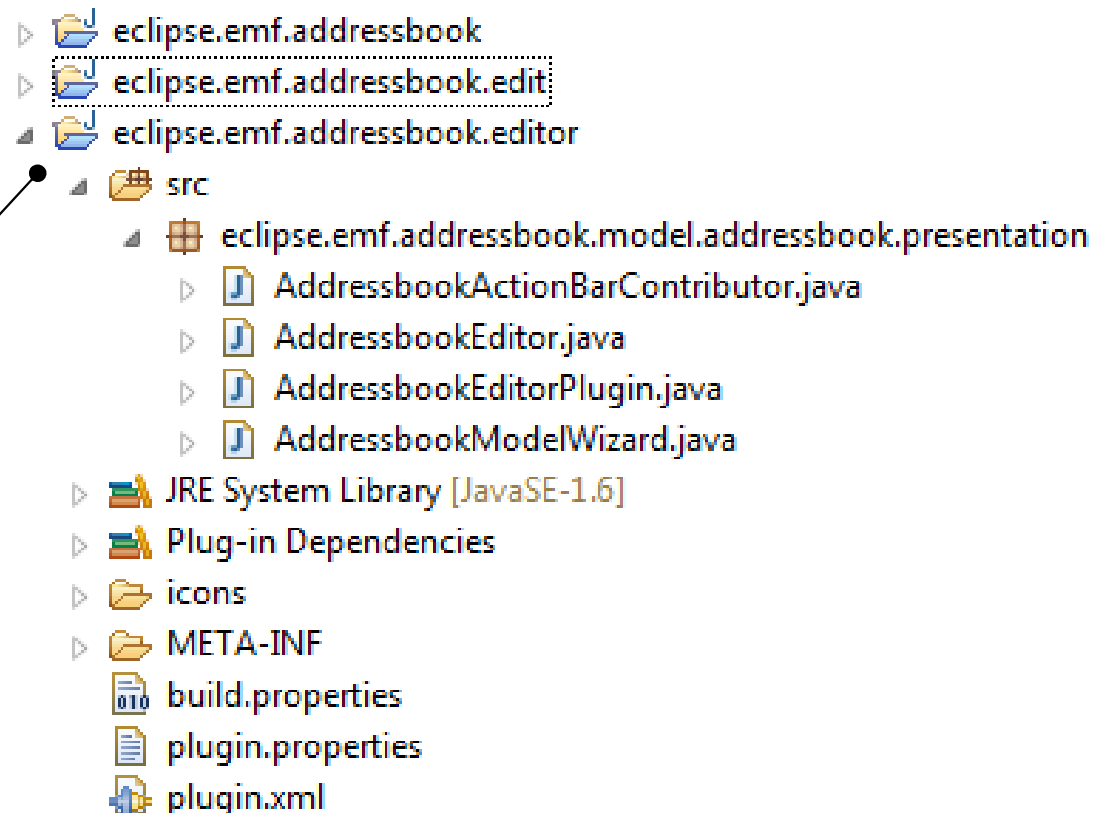 eclipse.emf.addressbook
eclipse.emf.addressbook.edit
eclipse.emf.addressbook.editor
src
eclipse.emf.addressbook.model.addressbook.presentation
AddressbookActionBarContributor.java
AddressbookEditor.java
AddressbookEditorPlugin.java
AddressbookModelWizard.java
JRE System Library [JavaSE-1.6]
Plug-in Dependencies
icons
META-INF
build.properties
plugin.properties
plugin.xml